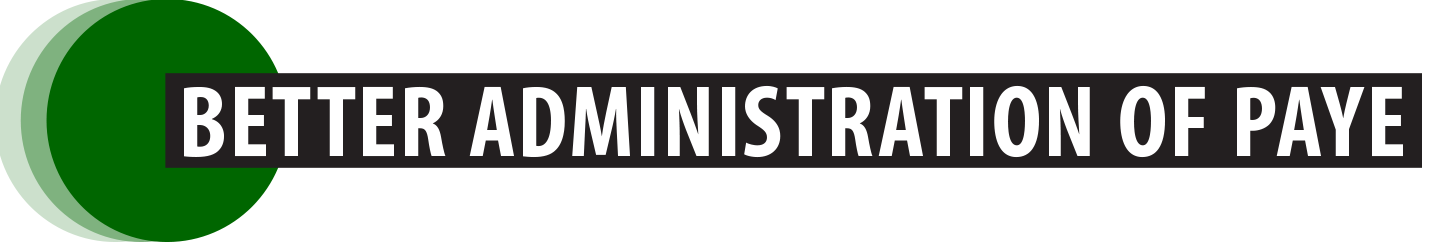 BETTER ADMINISTRATION OF PAYE